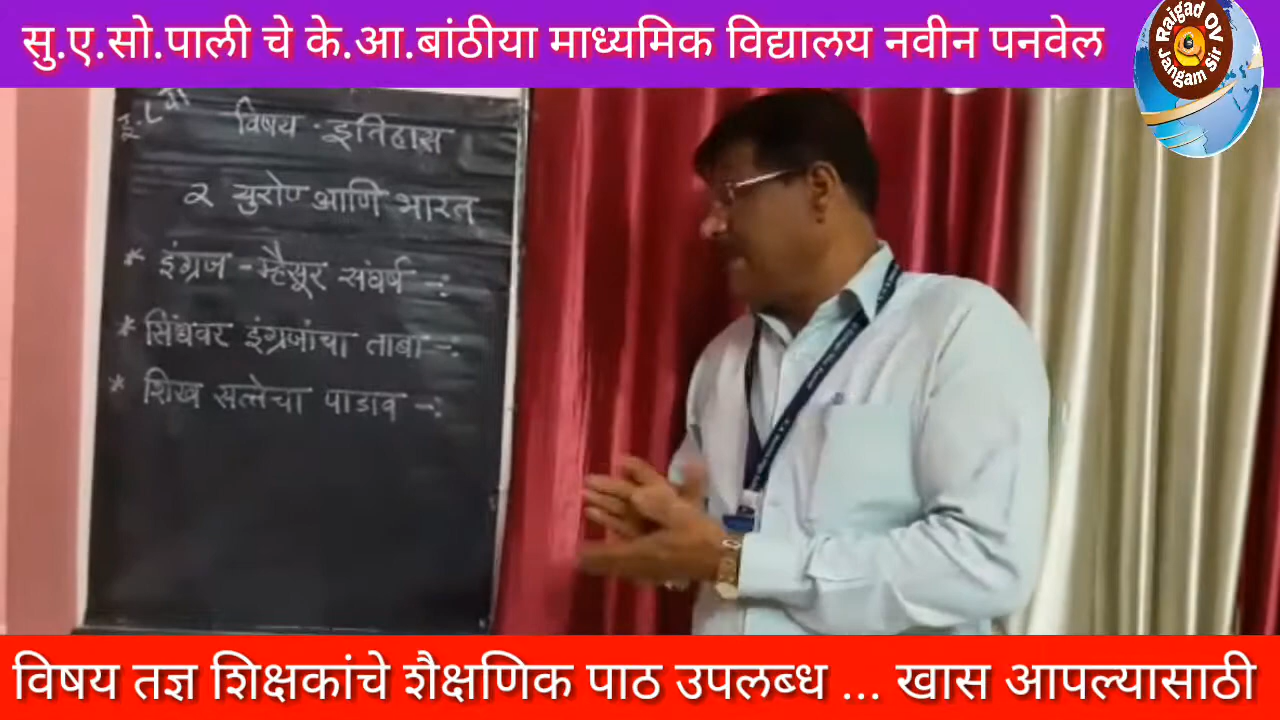 सु.ए.सो.पाली चे के.आ.बांठीया माध्यमिक विद्यालय नवीन पनवेल
Raigad OV
Jangam Sir
इ. ८ वी
विषय - इतिहास
२ युरोप आणि भारत
* इंग्रज - म्हैसूर संघर्ष -:
* सिंधवर इंग्रजांचा ताबा -:
* शिख सत्तेचा पाडाव -:
विषय तज्ञ शिक्षकांचे शैक्षणिक पाठ उपलब्ध ... खास आपल्यासाठी